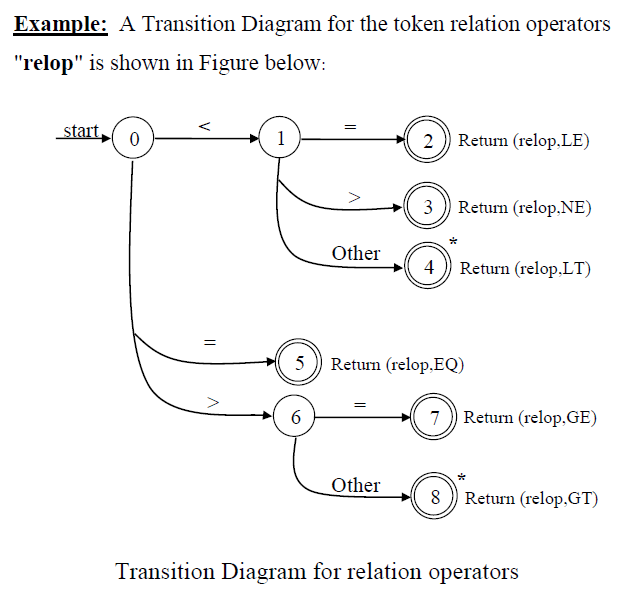 Example: A Transition Diagram for the token relation operators
"relop" is shown in Figure below:
start 0 < 1 = 2 Return (relop,LE)
> 3 Return (relop,NE)
Other 4 * Return (relop,LT)
= 5 Return (relop,EQ)
> 6 = 7 Return (relop,GE)
Other 8 * Return (relop,GT)
Transition Diagram for relation operators